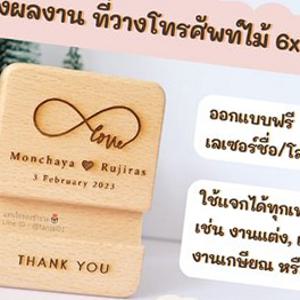 งผลงาน ที่วางโทรศัพท์ไม้ 6x
love
Monchaya Rujiras
3 February 2023
THANK YOU
ออกแบบฟรี
เลเซอร์ชื่อ/โล
ใช้แจกได้ทุกเท
เช่น งานแต่ง,
งานเกษียณ หรื